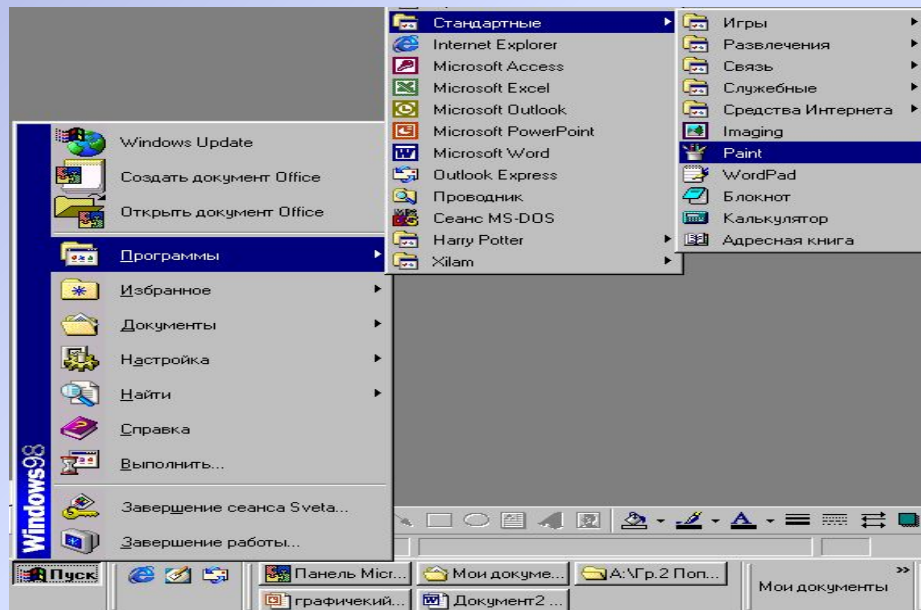 Стандартные
Internet Explorer
Microsoft Access
Microsoft Excel
Microsoft Outlook
Microsoft PowerPoint
Microsoft Word
Outlook Express
Проводник
Сеанс MS-DOS
Harry Potter
Xilam
Игры
Развлечения
Связь
Служебные
Средства Интернета
Imaging
Paint
WordPad
Блокнот
Калькулятор
Адресная книга
Windows Update
Создать документ Office
Открыть документ Office
Программы
Избранное
Документы
Настройка
Найти
Справка
Выполнить...
Завершение сеанса Sveta...
Завершение работы...
Windows98
Пуск
Панель Micr...
Мои докуме...
А:\Гр.2 Поп...
Мои документы
»
графичекий...
Документ2 ...